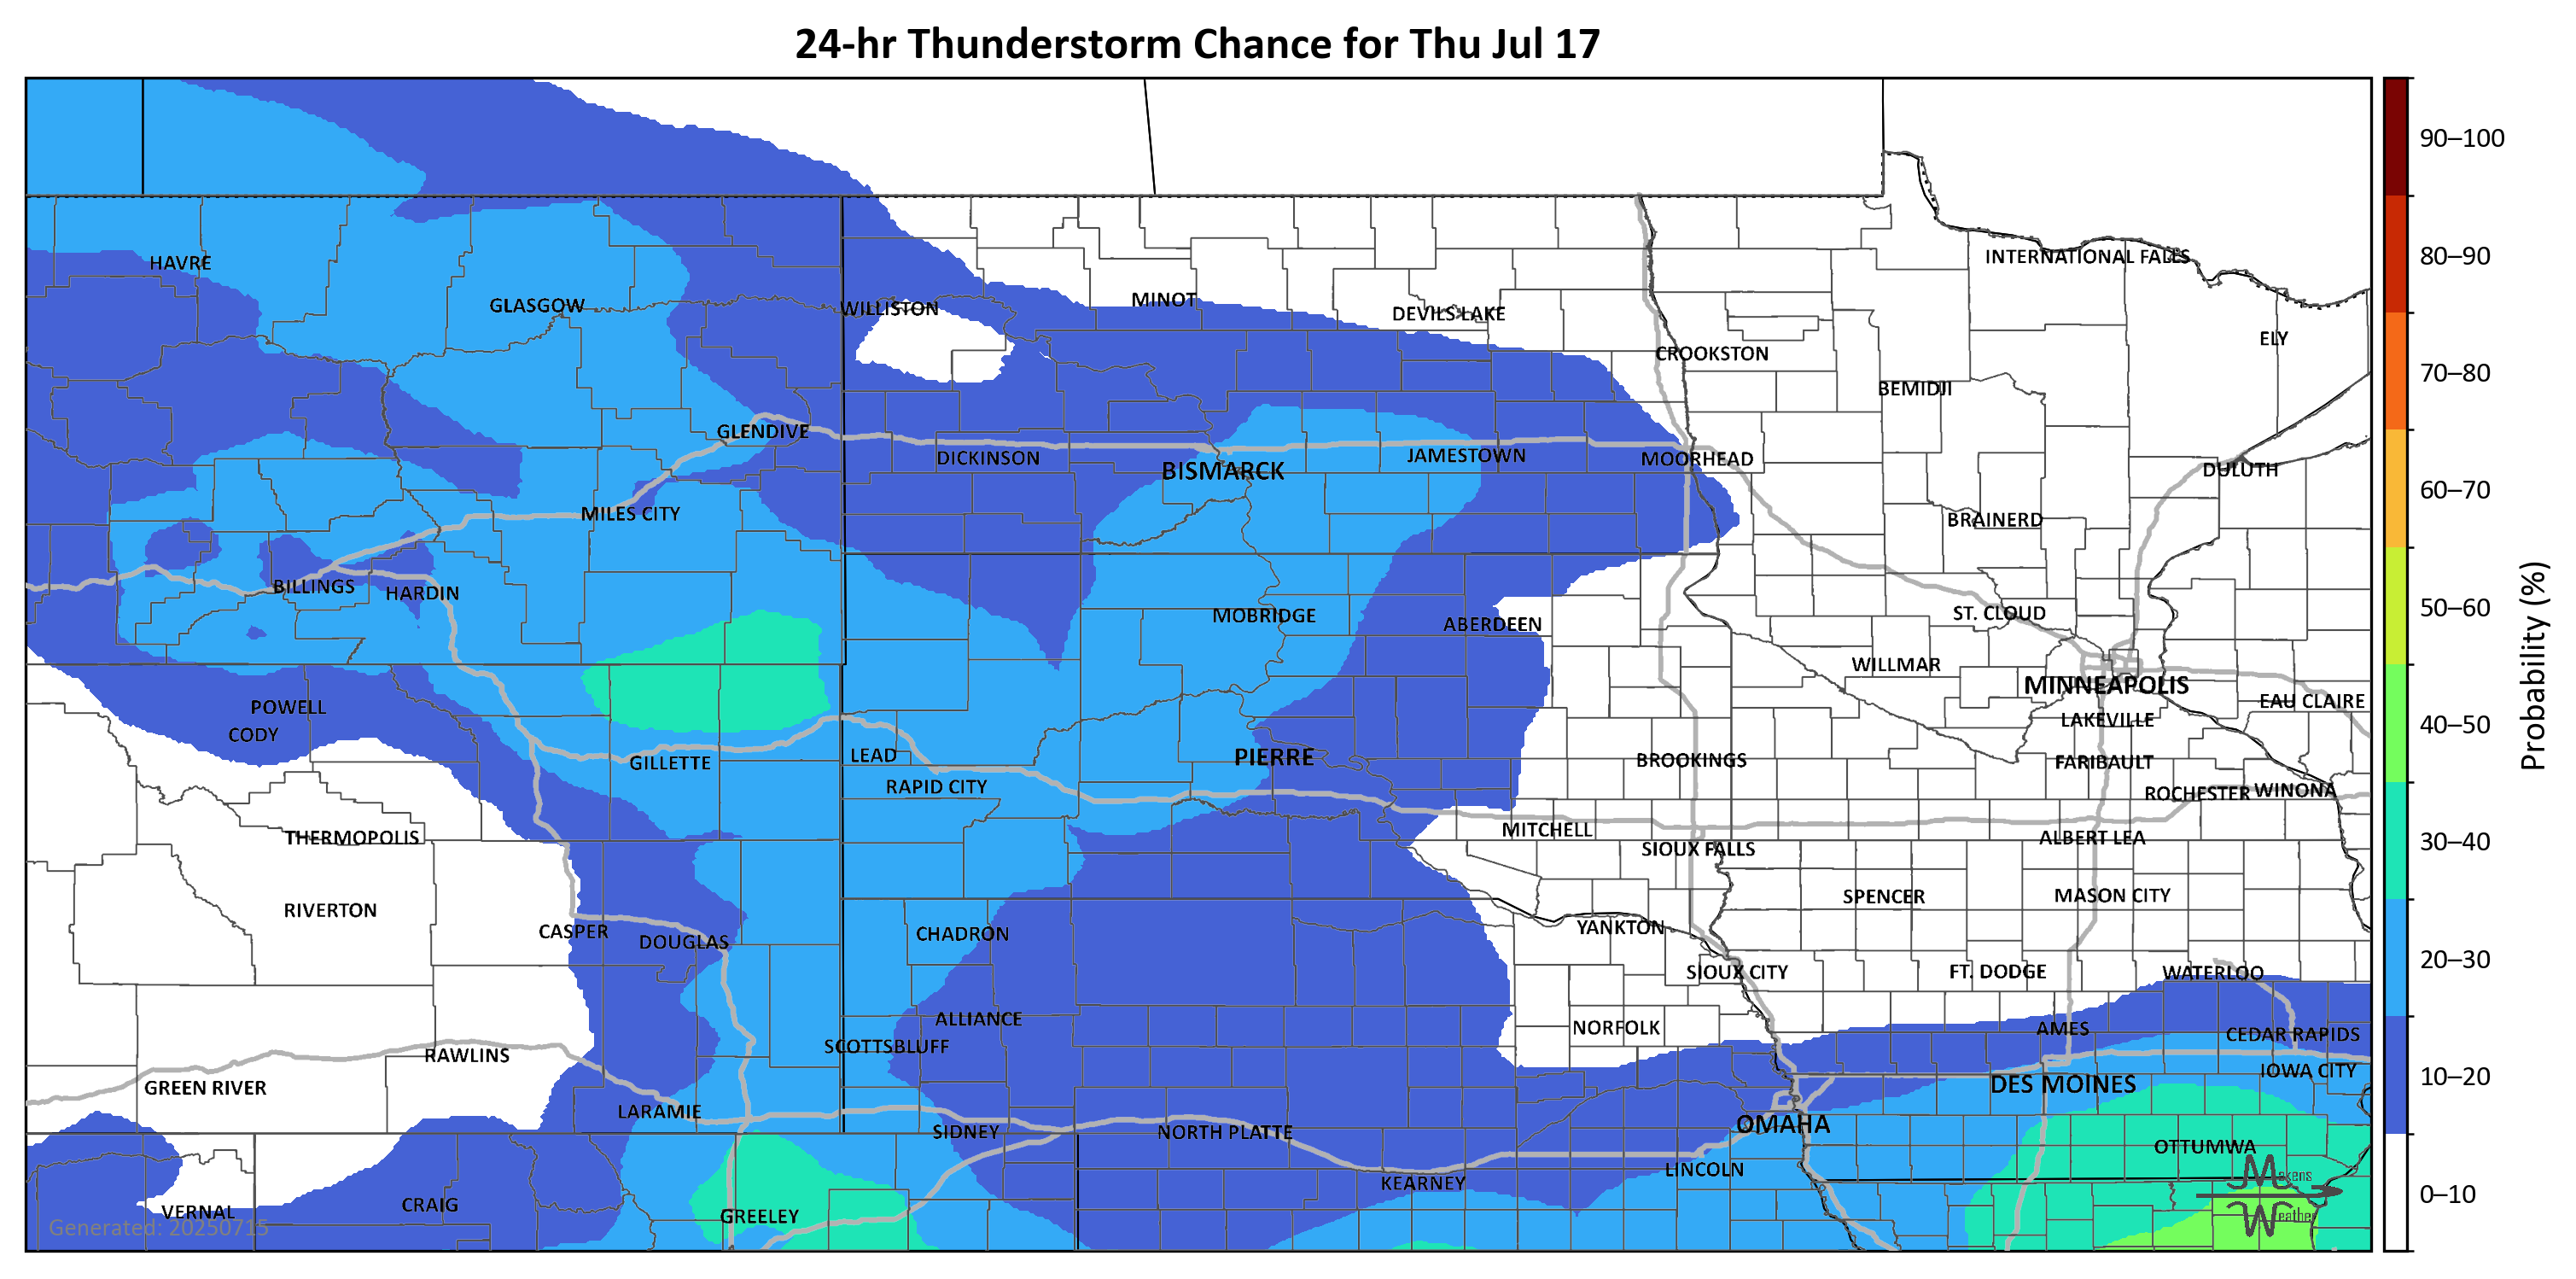 24-hr Thunderstorm Chance for Thu Jul 17
90–100
80–90
70–80
60–70
50–60
40–50
30–40
20–30
10–20
0–10
Probability (%)
HAVRE
INTERNATIONAL FALLS
GLASGOW
WILLISTON
MINOT
DEVILS LAKE
ELY
CROOKSTON
BEMIDJI
GLENDIVE
DICKINSON
BISMARCK
JAMESTOWN
MOORHEAD
DULUTH
MILES CITY
BRAINERD
BILLINGS
HARDIN
MOBRIDGE
ABERDEEN
ST. CLOUD
WILLMAR
MINNEAPOLIS
EAU CLAIRE
POWELL
CODY
LAKEVILLE
GILLETTE
LEAD
PIERRE
BROOKINGS
FARIBAULT
RAPID CITY
ROCHESTER
WINONA
THERMOPOLIS
MITCHELL
ALBERT LEA
SIOUX FALLS
RIVERTON
SPENCER
MASON CITY
CASPER
DOUGLAS
CHADRON
YANKTON
SIOUX CITY
FT. DODGE
WATERLOO
ALLIANCE
NORFOLK
AMES
CEDAR RAPIDS
RAWLINS
SCOTTSBLUFF
IOWA CITY
GREEN RIVER
DES MOINES
LARAMIE
SIDNEY
NORTH PLATTE
OMAHA
OTTUMWA
LINCOLN
KEARNEY
VERNAL
CRAIG
GREELEY
Makens
Weather
Generated: 20250715